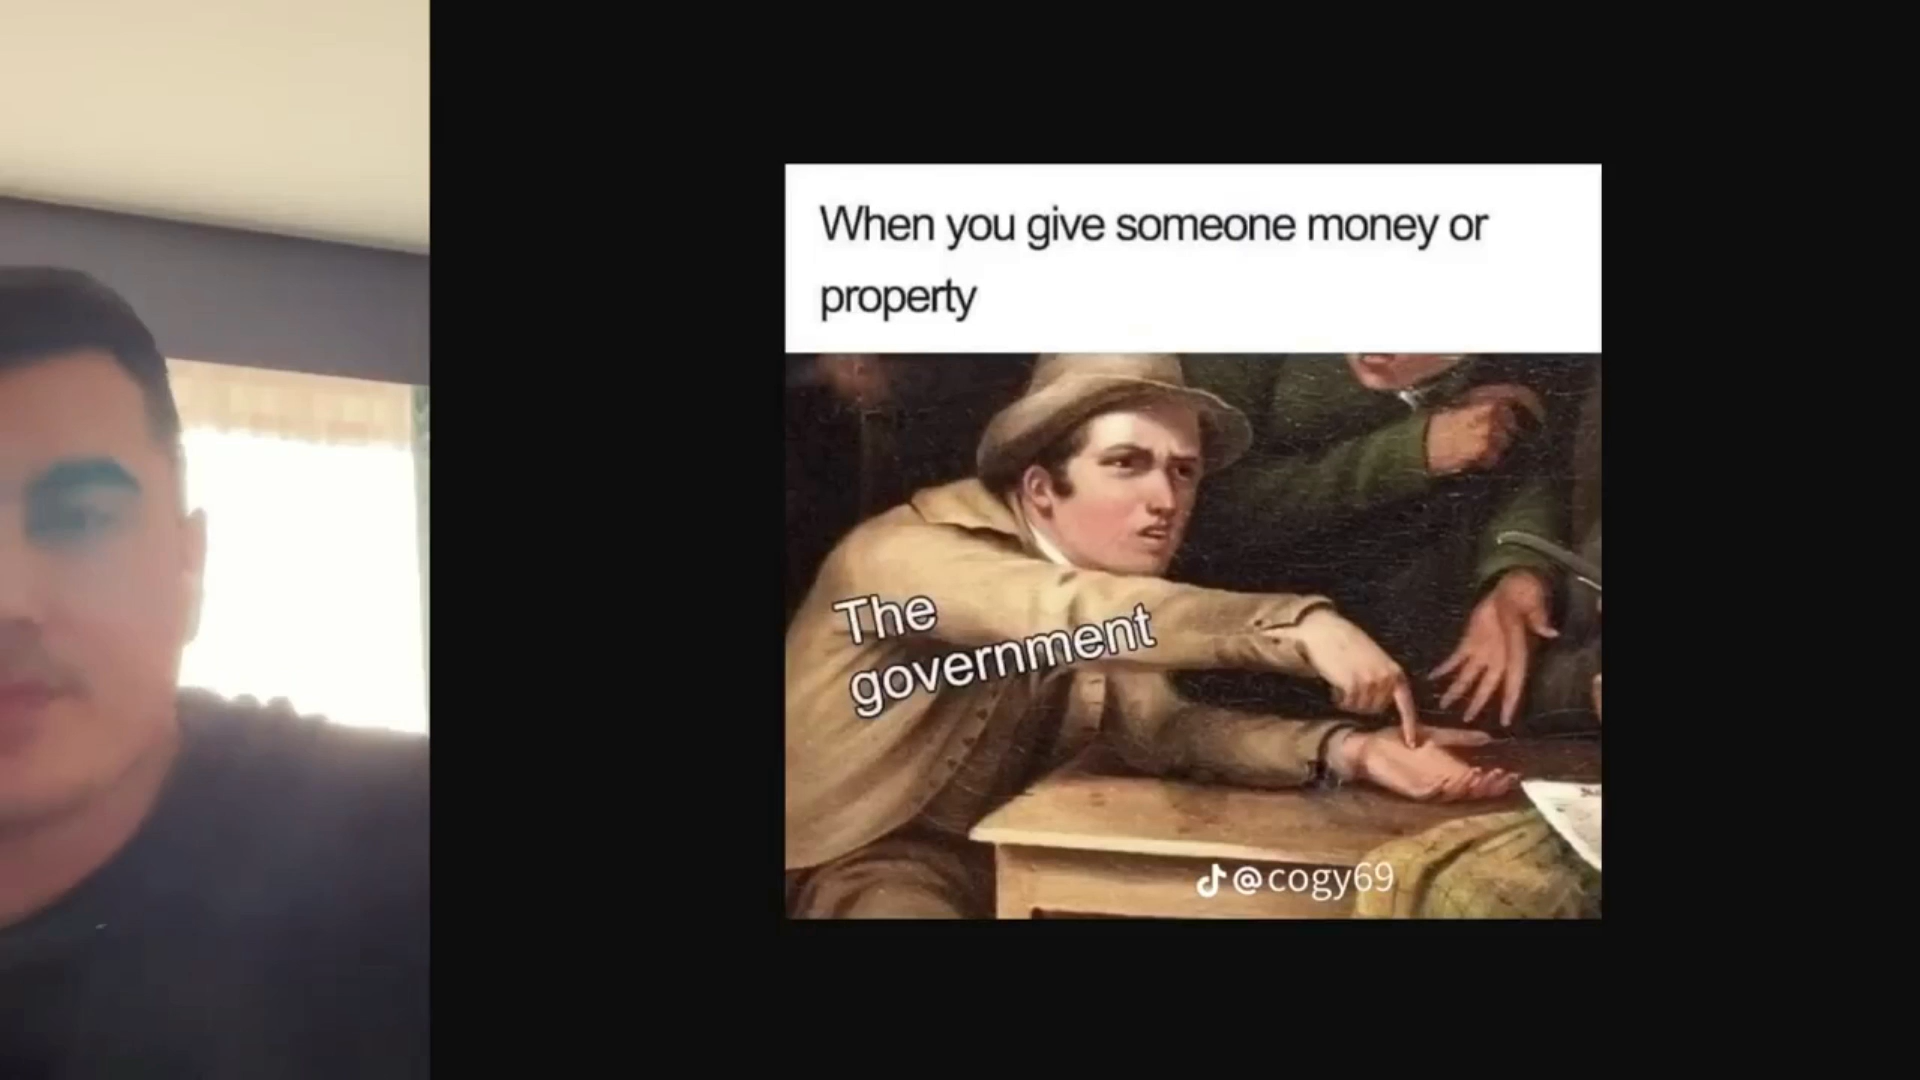 When you give someone money or
property
The
government
@cogy69